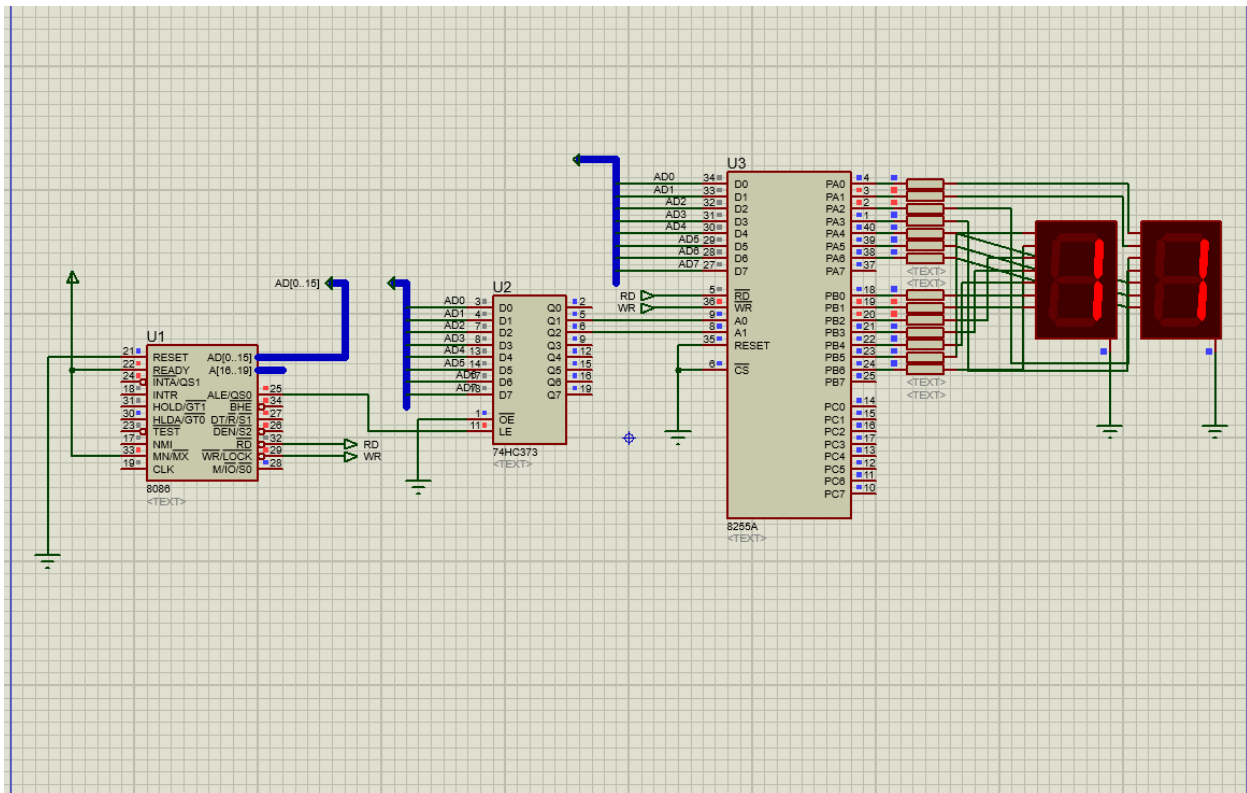 U1
21 RESET AD[0..15]
22 READY A[16..19]
24 INTA/QS1
18 INTR ALE/QS0 25
31 HOLD/GT1 BHE 34
30 HLDA/GT0 DT/R/S1 27
23 TEST DEN/S2 26
17 NMI RD 32 RD
33 MN/MX WR/LOCK 29 WR
19 CLK M/IO/S0 28
8086
<TEXT>
AD[0..15]
U2
AD0 3 D0 Q0 2
AD1 4 D1 Q1 5
AD2 7 D2 Q2 6
AD3 8 D3 Q3 9
AD4 13 D4 Q4 12
AD5 14 D5 Q5 15
AD6 17 D6 Q6 16
AD7 18 D7 Q7 19
1 OE
11 LE
74HC373
<TEXT>
U3
AD0 34 D0 PA0 4
AD1 33 D1 PA1 3
AD2 32 D2 PA2 2
AD3 31 D3 PA3 1
AD4 30 D4 PA4 40
AD5 29 D5 PA5 39
AD6 28 D6 PA6 38
AD7 27 D7 PA7 37
<TEXT>
<TEXT>
RD 5 RD PB0 18
WR 36 WR PB1 19
9 A0 PB2 20
8 A1 PB3 21
35 RESET PB4 22
PB5 23
6 CS PB6 24
PB7 25
<TEXT>
<TEXT>
PC0 14
PC1 15
PC2 16
PC3 17
PC4 13
PC5 12
PC6 11
PC7 10
8255A
<TEXT>
1 1